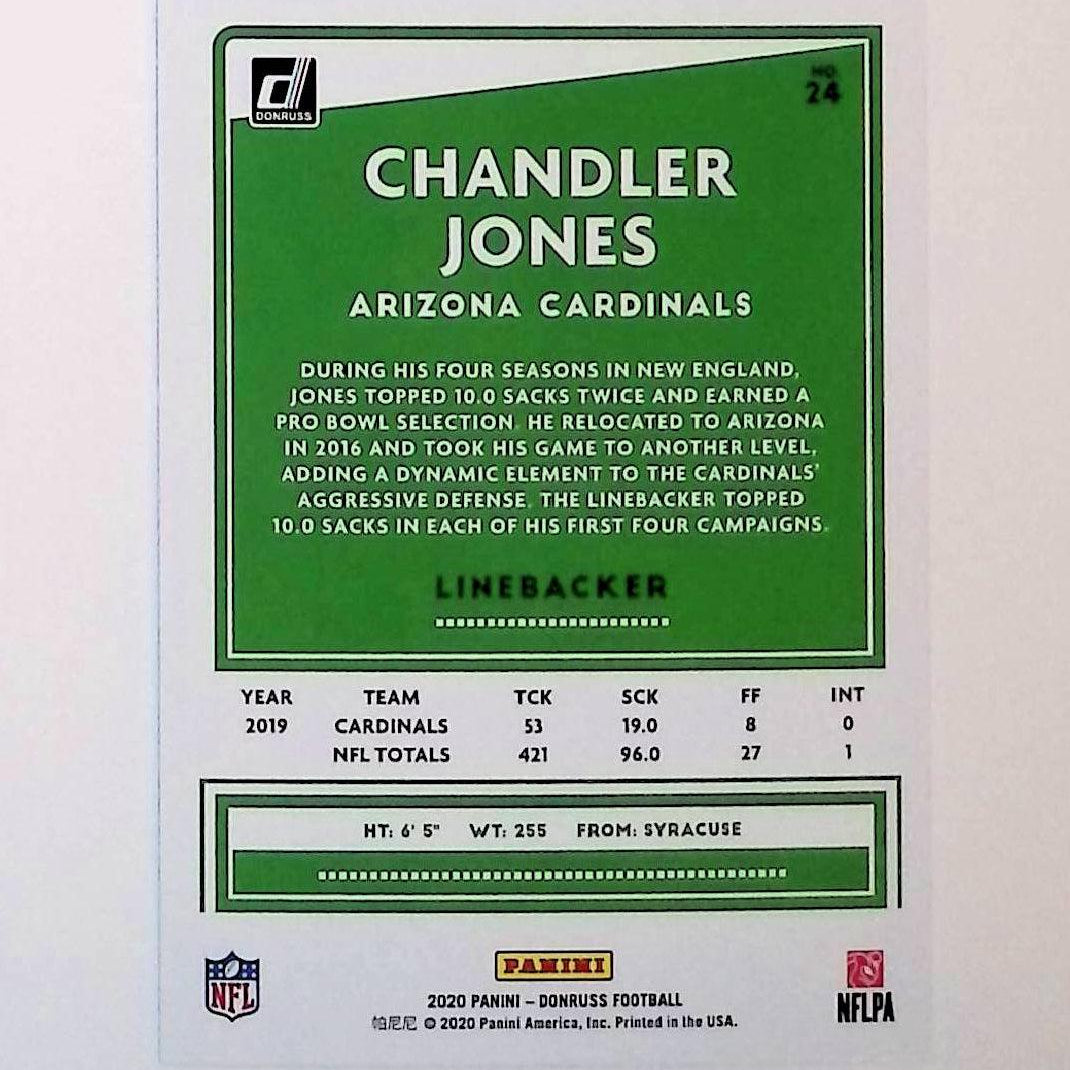 DONRUSS
NO.
24
CHANDLER
JONES
ARIZONA CARDINALS
DURING HIS FOUR SEASONS IN NEW ENGLAND,
JONES TOPPED 10.0 SACKS TWICE AND EARNED A
PRO BOWL SELECTION. HE RELOCATED TO ARIZONA
IN 2016 AND TOOK HIS GAME TO ANOTHER LEVEL,
ADDING A DYNAMIC ELEMENT TO THE CARDINALS'
AGGRESSIVE DEFENSE. THE LINEBACKER TOPPED
10.0 SACKS IN EACH OF HIS FIRST FOUR CAMPAIGNS.
LINEBACKER
YEAR TEAM TCK SCK FF INT
2019 CARDINALS 53 19.0 8 0
NFL TOTALS 421 96.0 27 1
HT: 6' 5" WT: 255 FROM: SYRACUSE
NFL
PANINI
NFLPA
2020 PANINI – DONRUSS FOOTBALL
帕尼尼 © 2020 Panini America, Inc. Printed in the USA.